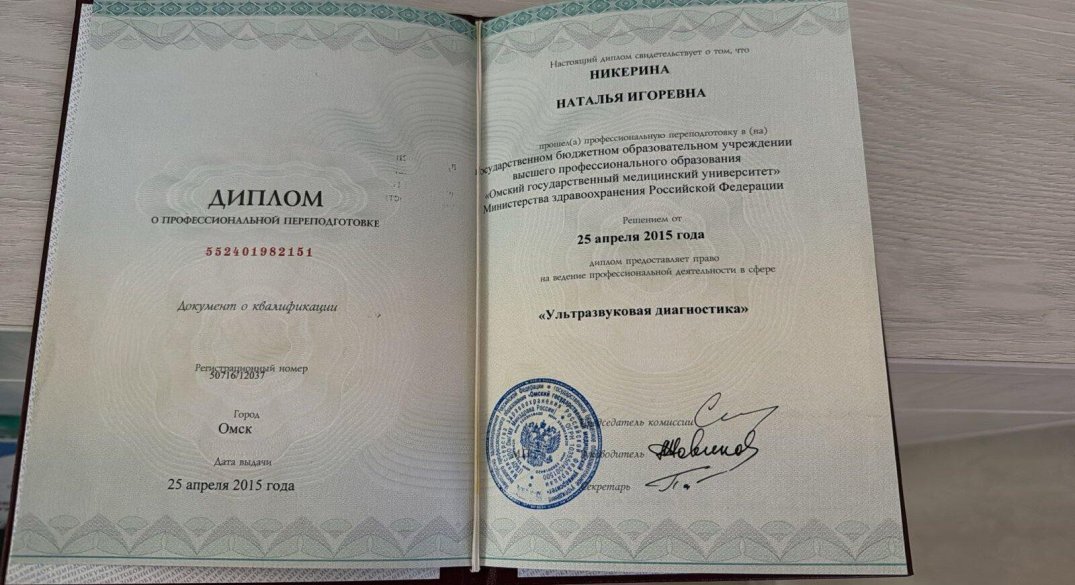 ДИПЛОМ
О ПРОФЕССИОНАЛЬНОЙ ПЕРЕПОДГОТОВКЕ
552401982151
Документ о квалификации
Регистрационный номер
50716/12037
Город
Омск
Дата выдачи
25 апреля 2015 года
Настоящий диплом свидетельствует о том, что
НИКЕРИНА
НАТАЛЬЯ ИГОРЕВНА
прошел(а) профессиональную переподготовку в (на)
Государственном бюджетном образовательном учреждении
высшего профессионального образования
«Омский государственный медицинский университет»
Министерства здравоохранения Российской Федерации
Решением от
25 апреля 2015 года
диплом предоставляет право
на ведение профессиональной деятельности в сфере
«Ультразвуковая диагностика»
Председатель комиссии
Руководитель
Секретарь